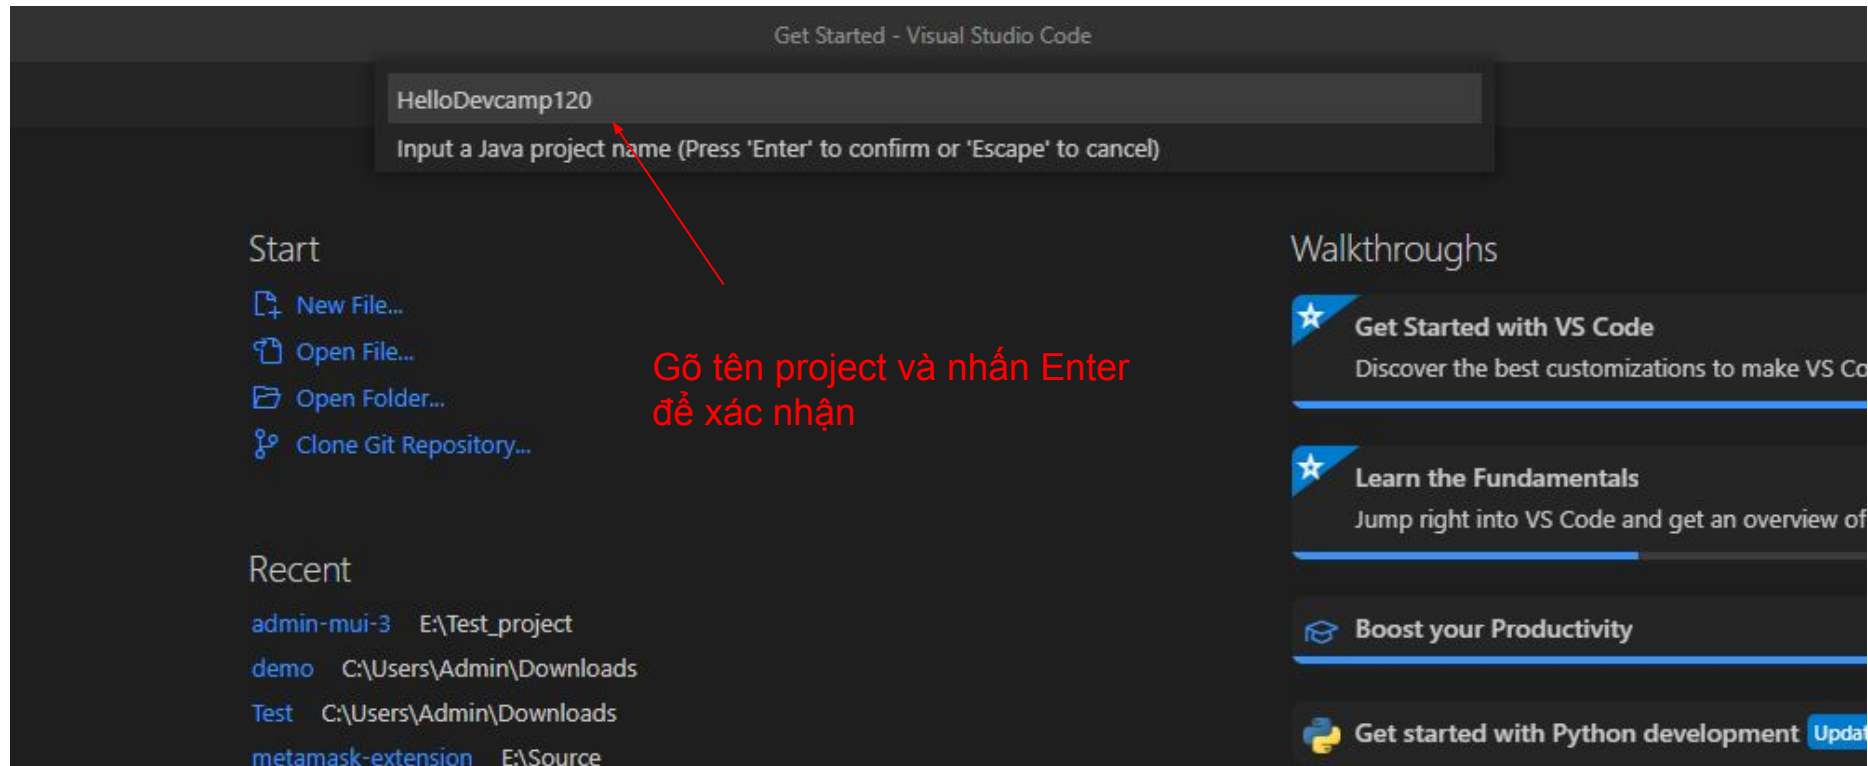 Get Started - Visual Studio Code
HelloDevcamp120
Input a Java project name (Press 'Enter' to confirm or 'Escape' to cancel)
Start
New File...
Open File...
Open Folder...
Clone Git Repository...
Gõ tên project và nhấn Enter
để xác nhận
Recent
admin-mui-3 E:\Test_project
demo C:\Users\Admin\Downloads
Test C:\Users\Admin\Downloads
metamask-extension E:\Source
Walkthroughs
Get Started with VS Code
Discover the best customizations to make VS Co
Learn the Fundamentals
Jump right into VS Code and get an overview of
Boost your Productivity
Get started with Python development Updat